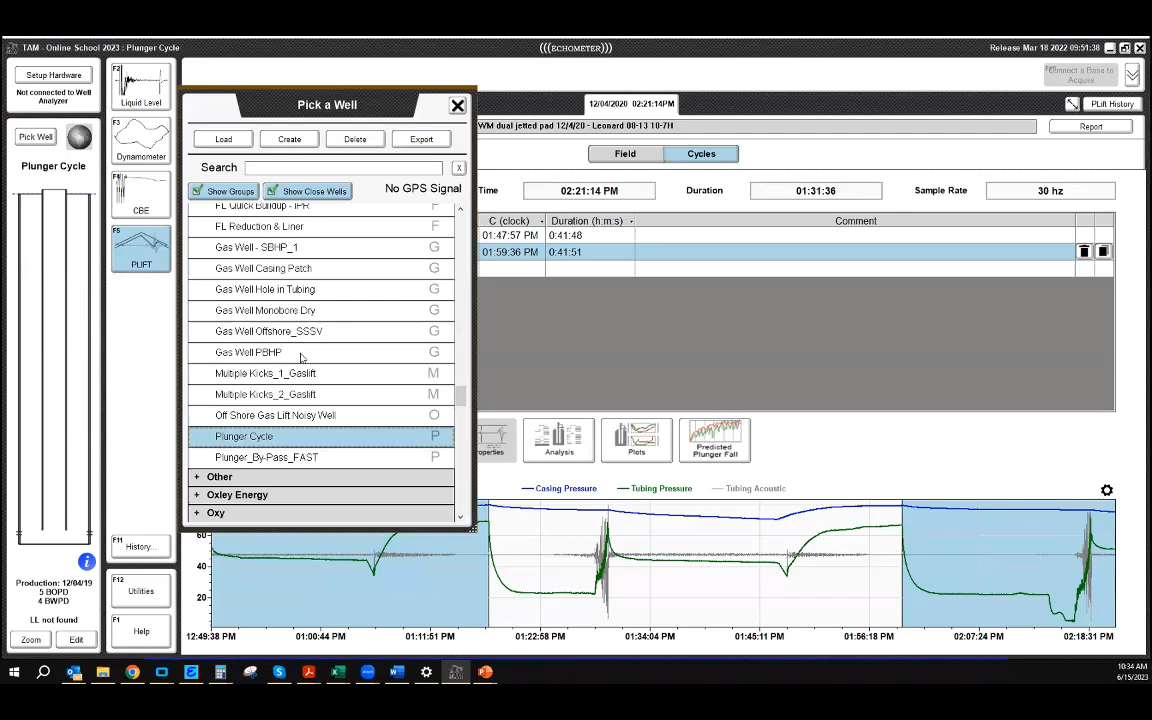 TAM - Online School 2023 : Plunger Cycle
(((ECHOMETER)))
Release Mar 18 2022 09:51:38
Setup Hardware
Not connected to Well
Analyzer
Pick Well
Plunger Cycle
Production: 12/04/19
5 BOPD
4 BWPD
LL not found
Zoom
Edit
F2
Liquid Level
F3
Dynamometer
F4
CBE
F5
PLIFT
F11
History...
F12
Utilities
F1
Help
Pick a Well
Load
Create
Delete
Export
Search
X
Show Groups
Show Close Wells
No GPS Signal
FL Quick Buildup - IPR F
FL Reduction & Liner F
Gas Well - SBHP_1 G
Gas Well Casing Patch G
Gas Well Hole in Tubing G
Gas Well Monobore Dry G
Gas Well Offshore_SSSV G
Gas Well PBHP G
Multiple Kicks_1_Gaslift M
Multiple Kicks_2_Gaslift M
Off Shore Gas Lift Noisy Well O
Plunger Cycle P
Plunger_By-Pass_FAST P
+ Other
+ Oxley Energy
+ Oxy
Connect a Base to
Acquire
12/04/2020 02:21:14PM
PLift History
WM dual jetted pad 12/4/20 - Leonard 08-13 10-7H
Report
Field
Cycles
Time
02:21:14 PM
Duration
01:31:36
Sample Rate
30 hz
C (clock)
Duration (h:m:s)
Comment
01:47:57 PM
0:41:48
01:59:36 PM
0:41:51
operties
Analysis
Plots
Predicted
Plunger Fall
Casing Pressure
Tubing Pressure
Tubing Acoustic
60
40
20
12:49:38 PM
01:00:44 PM
01:11:51 PM
01:22:58 PM
01:34:04 PM
01:45:11 PM
01:56:18 PM
02:07:24 PM
02:18:31 PM
10:34 AM
6/15/2023